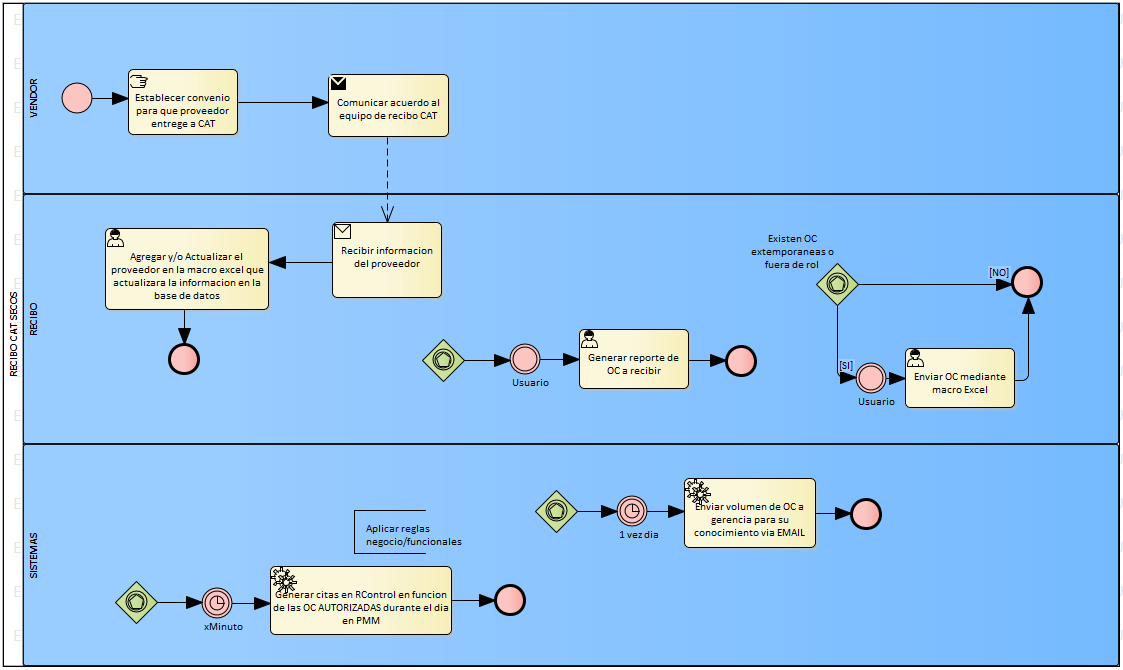 RECIBO CAT SECOS
VENDOR
Establecer convenio
para que proveedor
entrege a CAT
Comunicar acuerdo al
equipo de recibo CAT
RECIBO
Agregar y/o Actualizar el
proveedor en la macro excel que
actualizara la informacion en la
base de datos
Recibir informacion
del proveedor
Usuario
Generar reporte de
OC a recibir
Existen OC
extemporaneas o
fuera de rol
[NO]
[SI]
Usuario
Enviar OC mediante
macro Excel
SISTEMAS
1 vez dia
Enviar volumen de OC a
gerencia para su
conocimiento via EMAIL
Aplicar reglas
negocio/funcionales
xMinuto
Generar citas en RControl en funcion
de las OC AUTORIZADAS durante el dia
en PMM